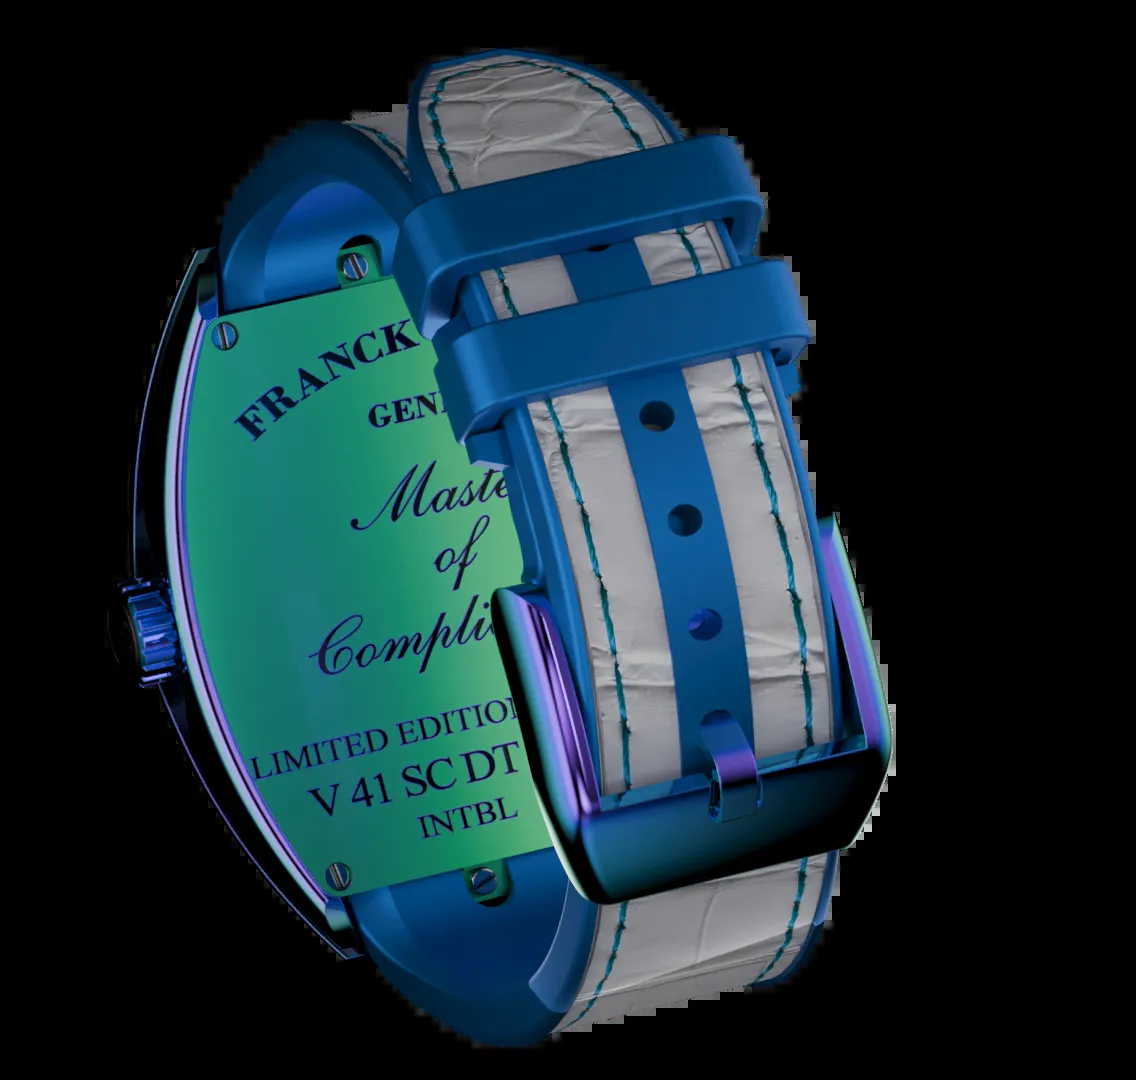 FRANCK
GEN
Maste
of
Compli
LIMITED EDITION
V 41 SC DT
INTBL